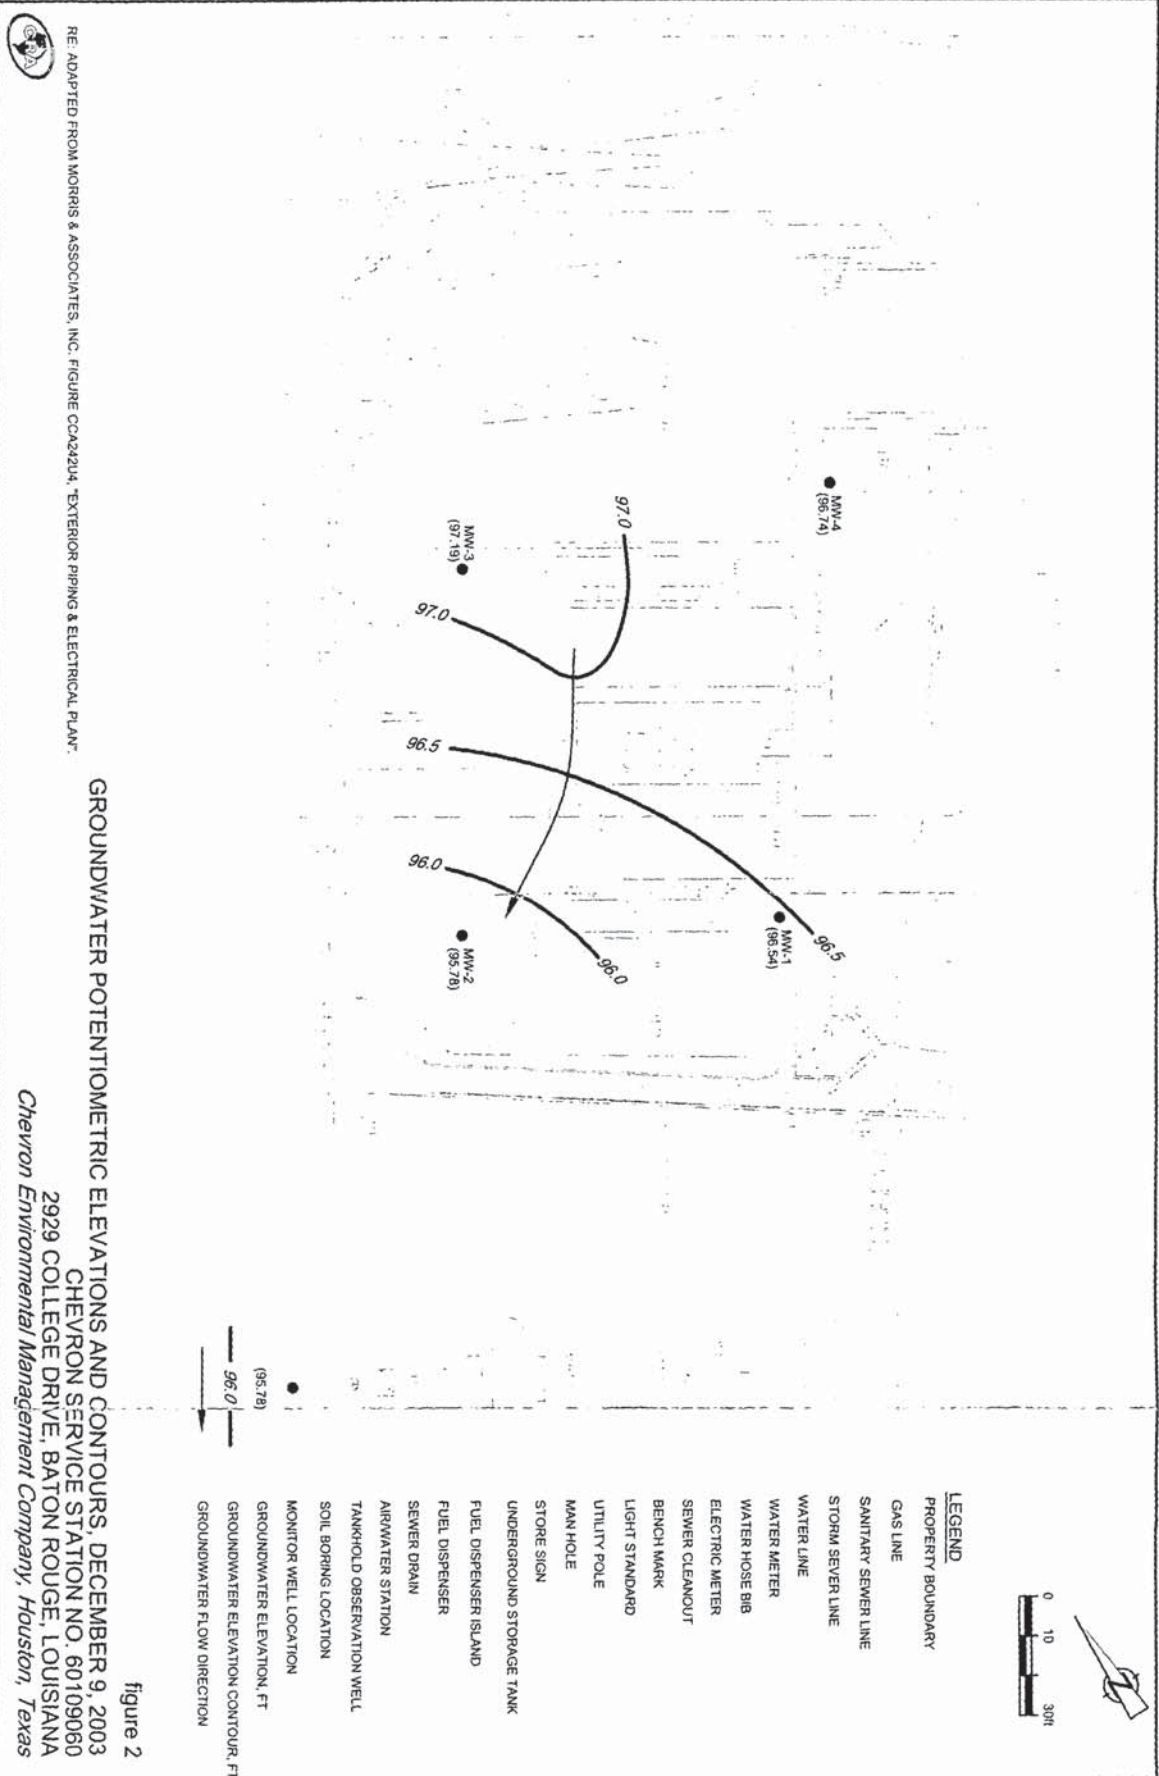 MW-4
(96.74)
97.0
MW-3
(97.19)
97.0
96.5
96.5
MW-1
(96.54)
96.0
96.0
MW-2
(95.78)
0 10 30ft
LEGEND
PROPERTY BOUNDARY
GAS LINE
SANITARY SEWER LINE
STORM SEVER LINE
WATER LINE
WATER METER
WATER HOSE BIB
ELECTRIC METER
SEWER CLEANOUT
BENCH MARK
LIGHT STANDARD
UTILITY POLE
MAN HOLE
STORE SIGN
UNDERGROUND STORAGE TANK
FUEL DISPENSER ISLAND
FUEL DISPENSER
SEWER DRAIN
AIR/WATER STATION
TANKHOLD OBSERVATION WELL
SOIL BORING LOCATION
MONITOR WELL LOCATION
(95.78) GROUNDWATER ELEVATION, FT
96.0 GROUNDWATER ELEVATION CONTOUR, FT
GROUNDWATER FLOW DIRECTION
figure 2
GROUNDWATER POTENTIOMETRIC ELEVATIONS AND CONTOURS, DECEMBER 9, 2003
CHEVRON SERVICE STATION NO. 60109060
2929 COLLEGE DRIVE, BATON ROUGE, LOUISIANA
Chevron Environmental Management Company, Houston, Texas
RE: ADAPTED FROM MORRIS & ASSOCIATES, INC. FIGURE CCA242U4, "EXTERIOR PIPING & ELECTRICAL PLAN".
CRA